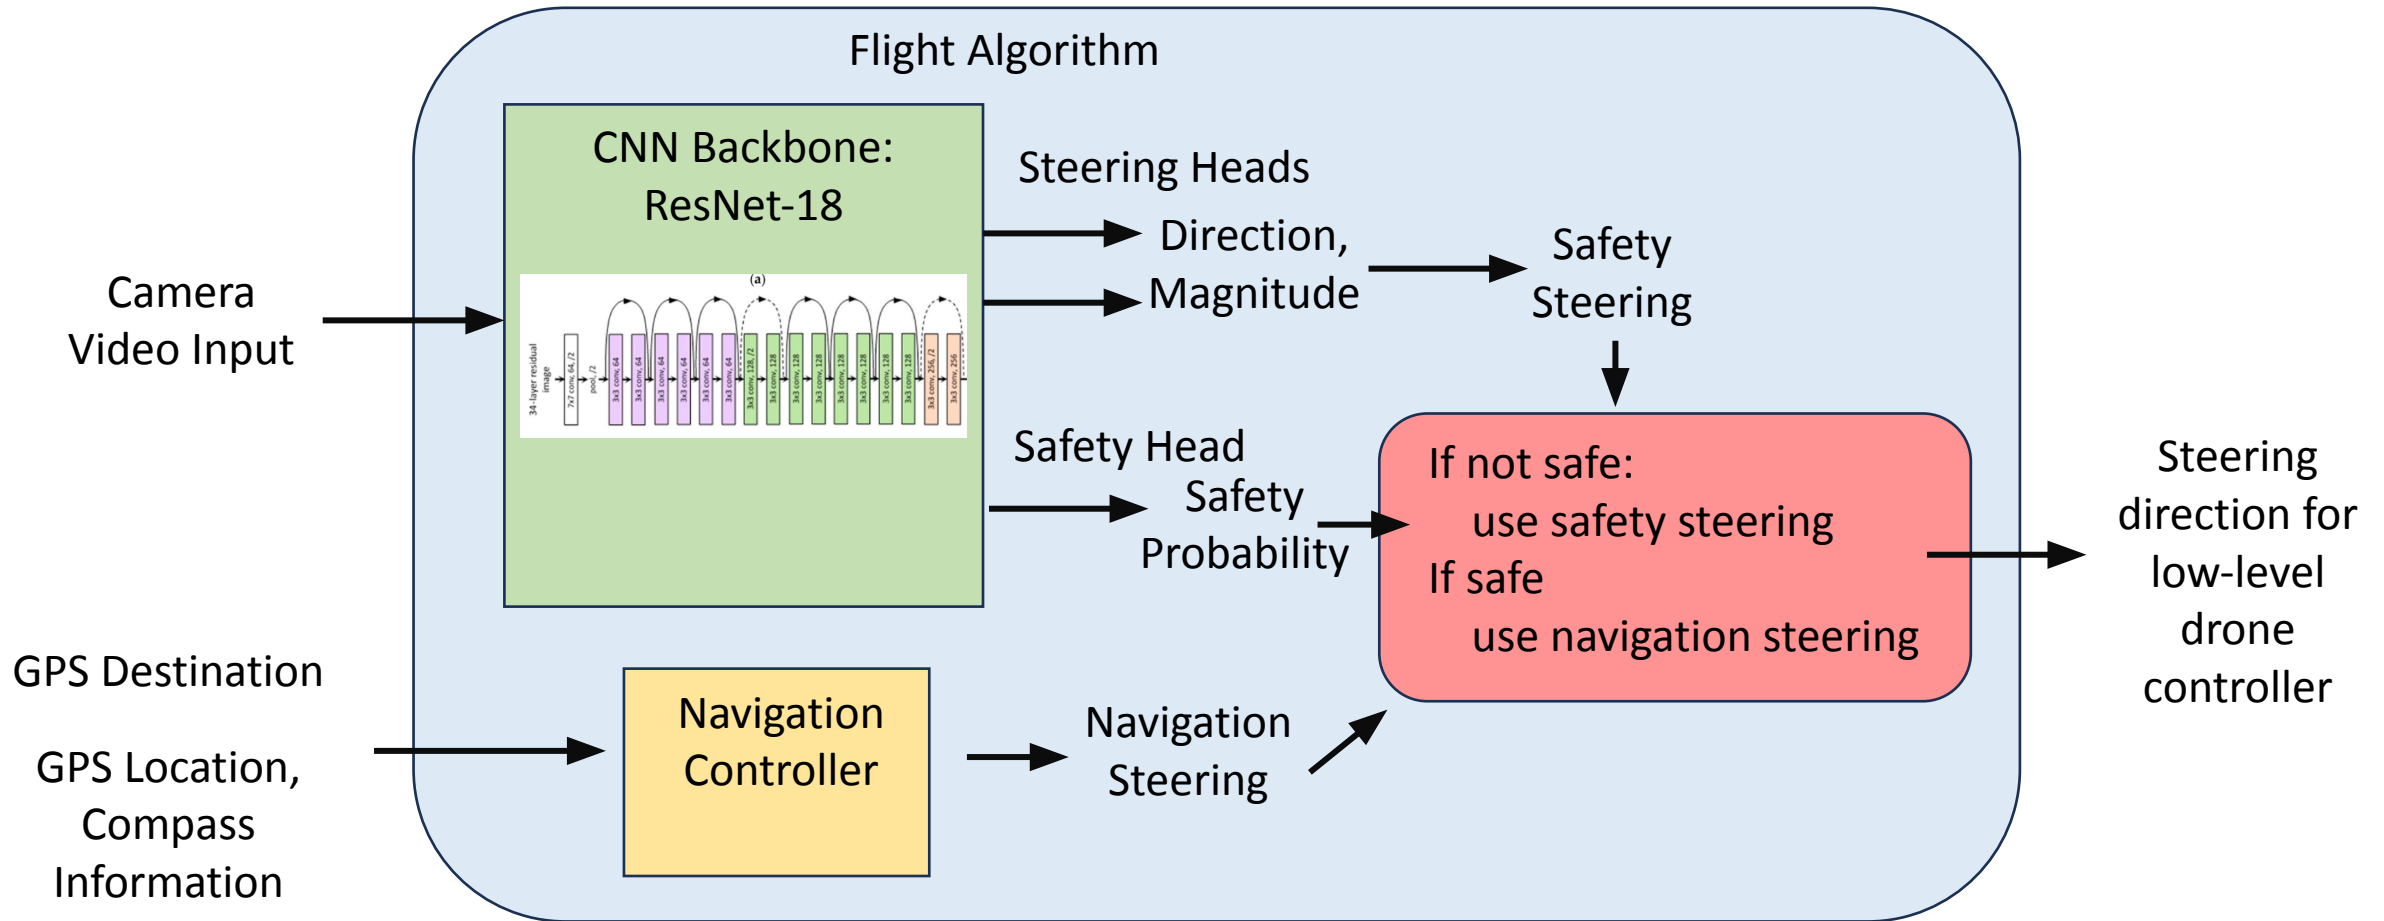 Flight Algorithm
CNN Backbone:
ResNet-18
(a)
34-layer residual
image
7x7 conv, 64, /2
pool, /2
3x3 conv, 64
3x3 conv, 64
3x3 conv, 64
3x3 conv, 64
3x3 conv, 64
3x3 conv, 64
3x3 conv, 128, /2
3x3 conv, 128
3x3 conv, 128
3x3 conv, 128
3x3 conv, 128
3x3 conv, 128
3x3 conv, 128
3x3 conv, 128
3x3 conv, 256, /2
3x3 conv, 256
Camera
Video Input
Steering Heads
Direction,
Magnitude
Safety
Steering
Safety Head
Safety
Probability
If not safe:
use safety steering
If safe
use navigation steering
Steering
direction for
low-level
drone
controller
GPS Destination
GPS Location,
Compass
Information
Navigation
Controller
Navigation
Steering